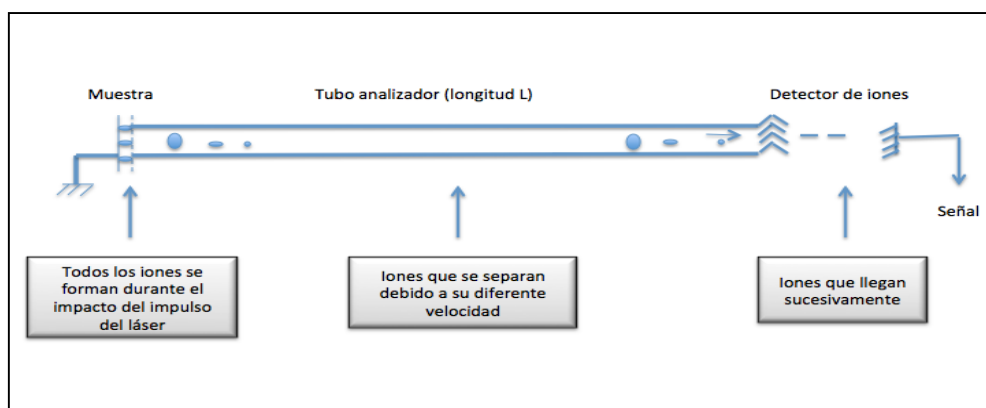 Muestra
Tubo analizador (longitud L)
Detector de iones
Señal
Todos los iones se
forman durante el
impacto del impulso
del láser
Iones que se separan
debido a su diferente
velocidad
Iones que llegan
sucesivamente